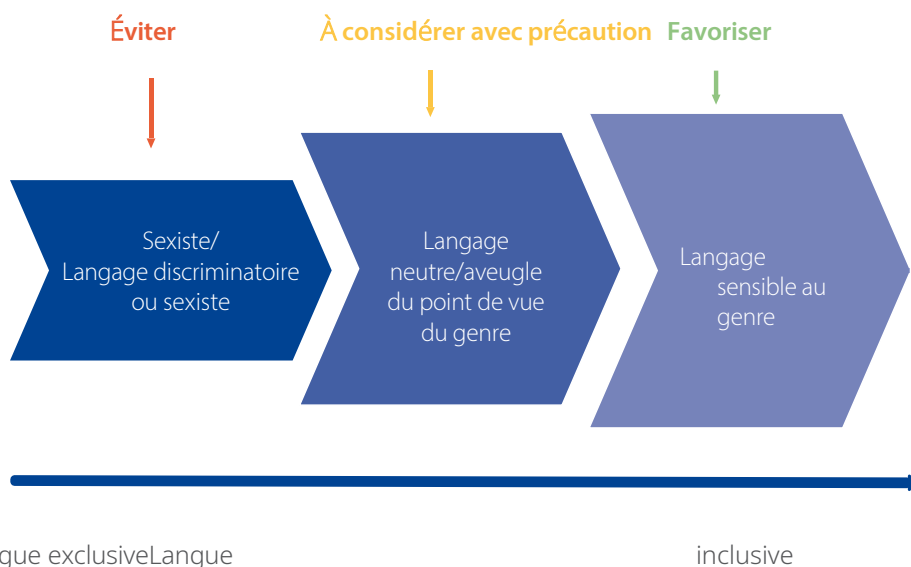 Éviter
À considérer avec précaution
Favoriser
Sexiste/
Langage discriminatoire
ou sexiste
Langage
neutre/aveugle
du point de vue
du genre
Langage
sensible au
genre
gue exclusiveLangue
inclusive